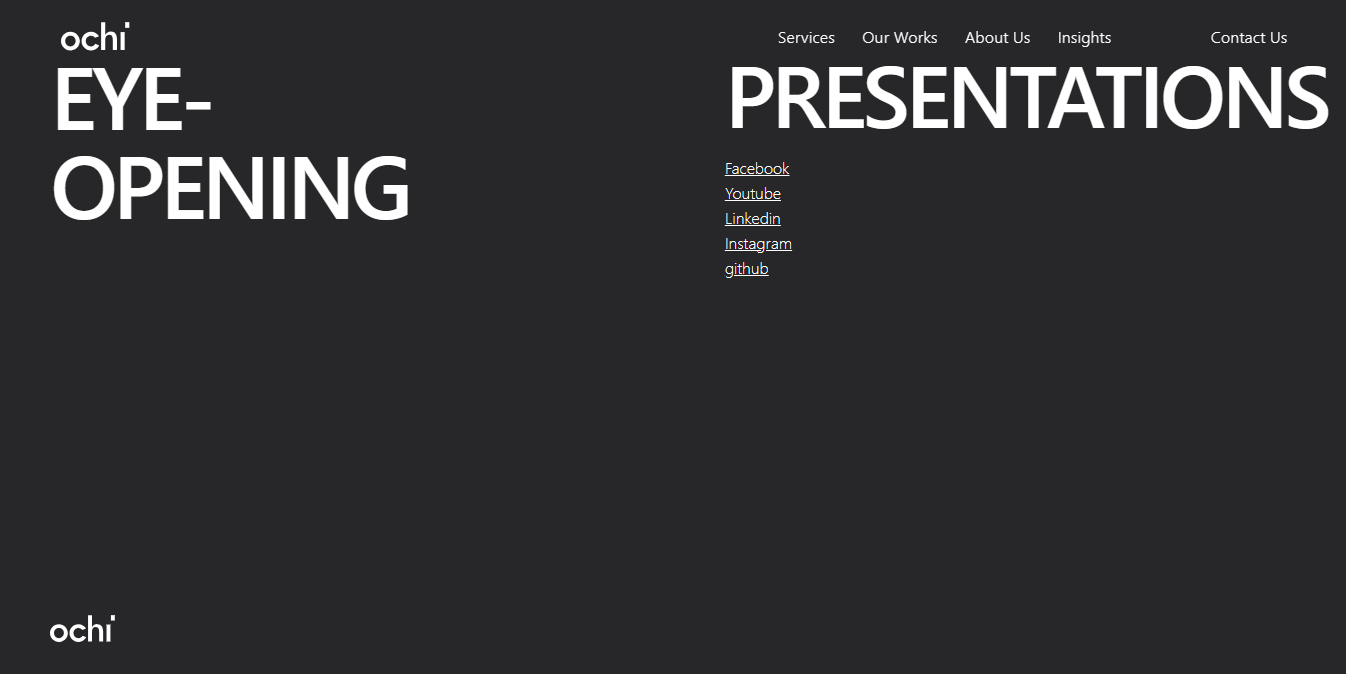 ochi
Services Our Works About Us Insights Contact Us
EYE-
OPENING
PRESENTATIONS
Facebook
Youtube
Linkedin
Instagram
github
ochi